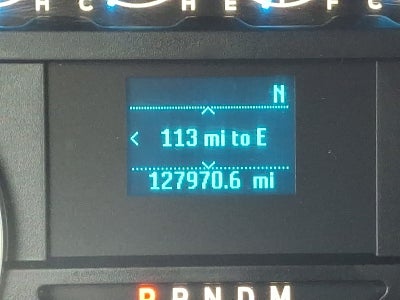 H C H E F C
N
< 113 mi to E
127970.6 mi
P R N D M